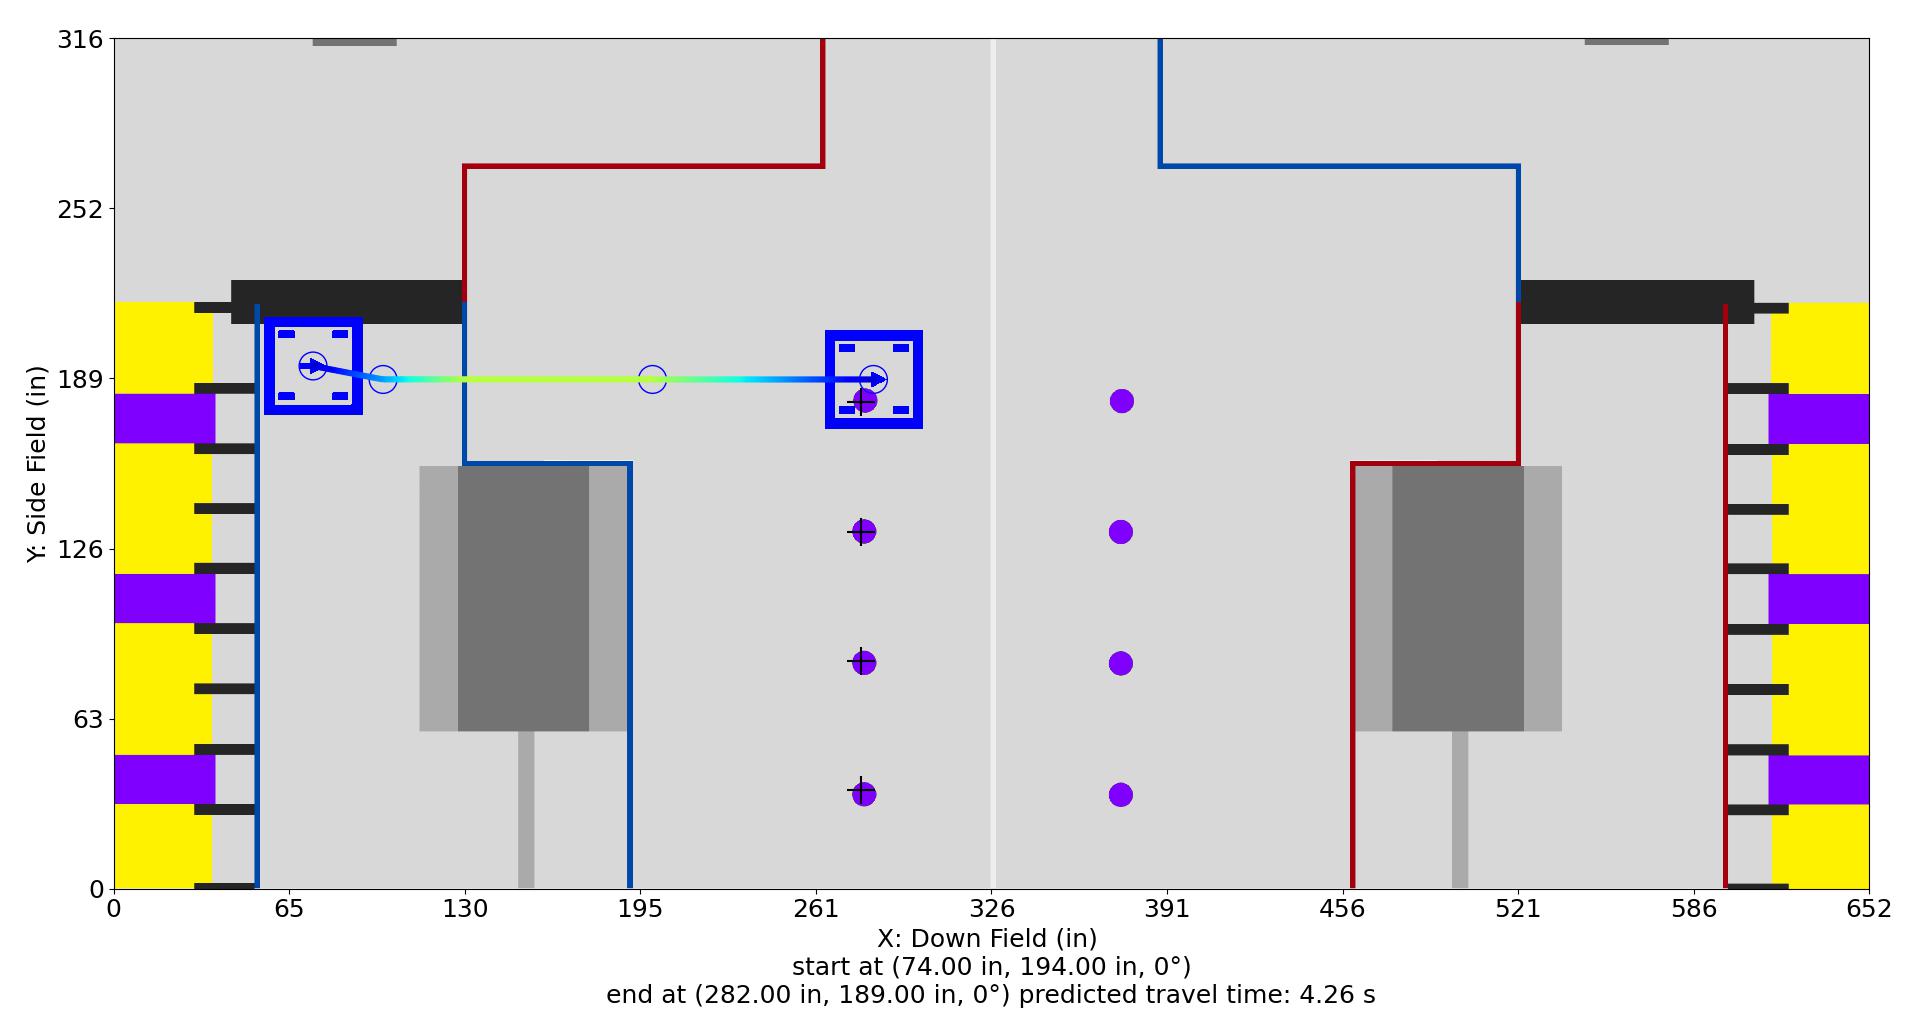 316
252
189
126
63
0
Y: Side Field (in)
0 65 130 195 261 326 391 456 521 586 652
X: Down Field (in)
start at (74.00 in, 194.00 in, 0°)
end at (282.00 in, 189.00 in, 0°) predicted travel time: 4.26 s